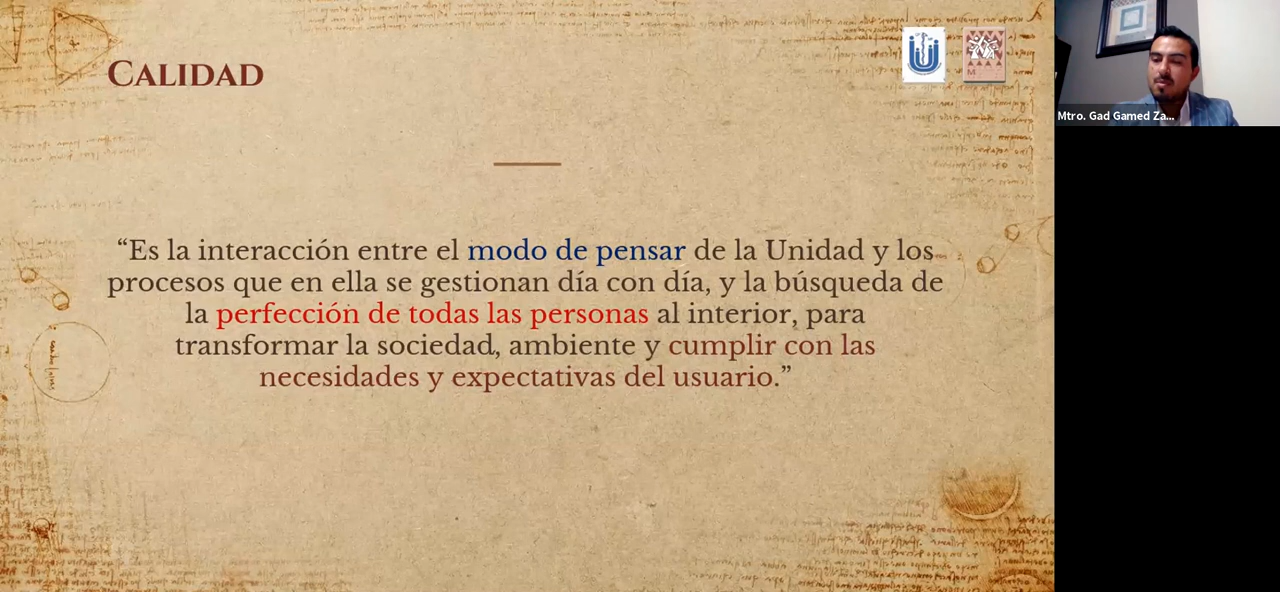 CALIDAD
“Es la interacción entre el modo de pensar de la Unidad y los
procesos que en ella se gestionan día con día, y la búsqueda de
la perfección de todas las personas al interior, para
transformar la sociedad, ambiente y cumplir con las
necesidades y expectativas del usuario.”
Mtro. Gad Gamed Za...